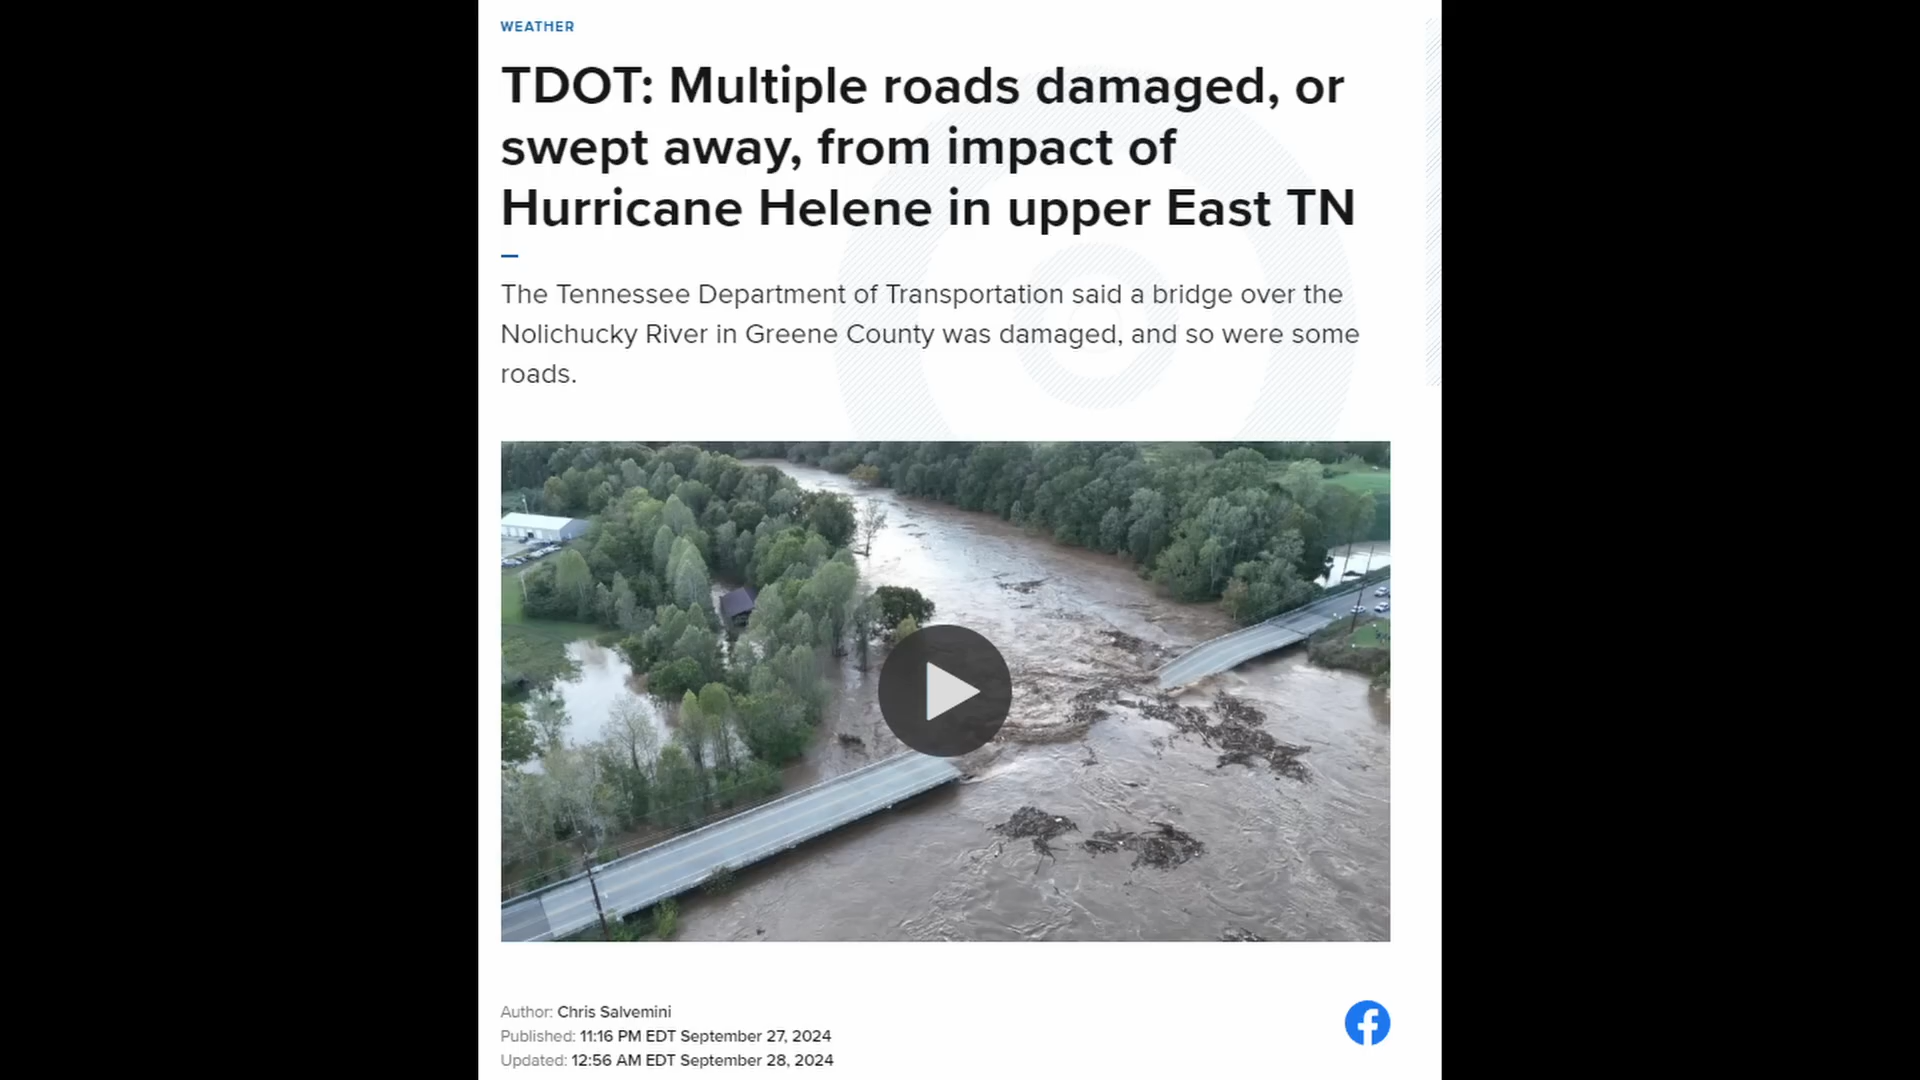 WEATHER
TDOT: Multiple roads damaged, or
swept away, from impact of
Hurricane Helene in upper East TN
The Tennessee Department of Transportation said a bridge over the
Nolichucky River in Greene County was damaged, and so were some
roads.
Author: Chris Salvemini
Published: 11:16 PM EDT September 27, 2024
Updated: 12:56 AM EDT September 28, 2024